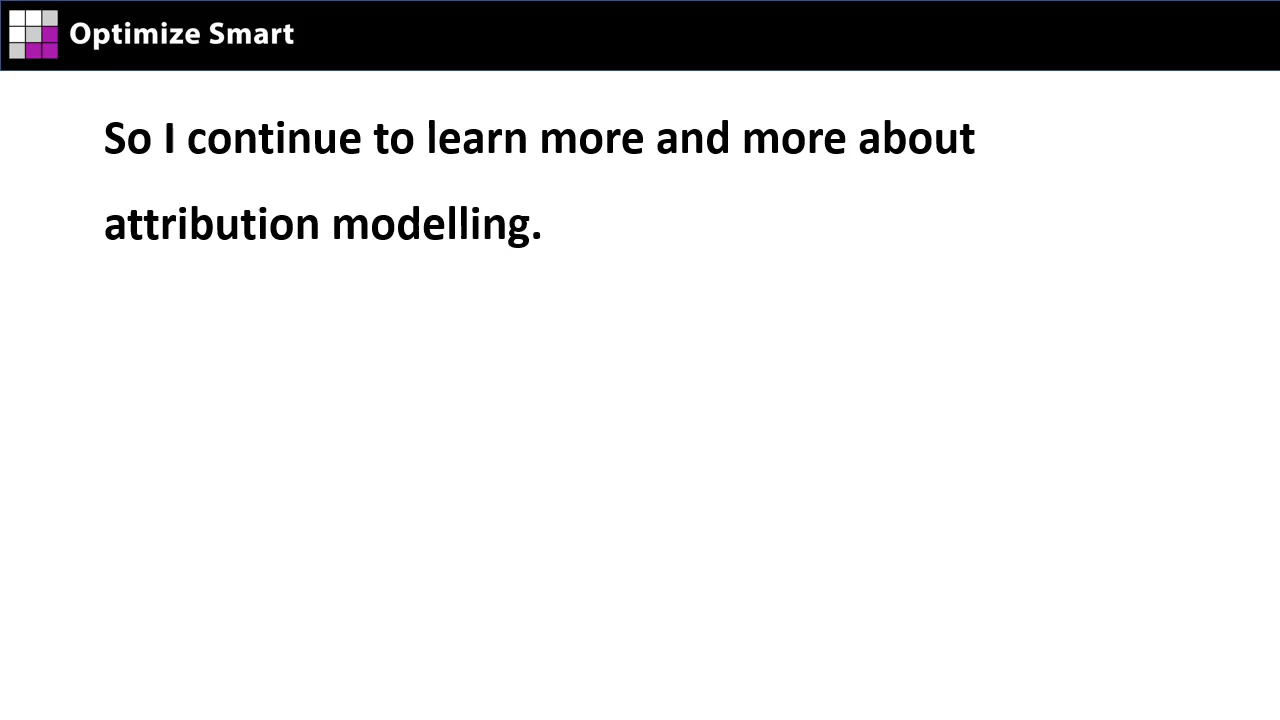 Optimize Smart
So I continue to learn more and more about
attribution modelling.